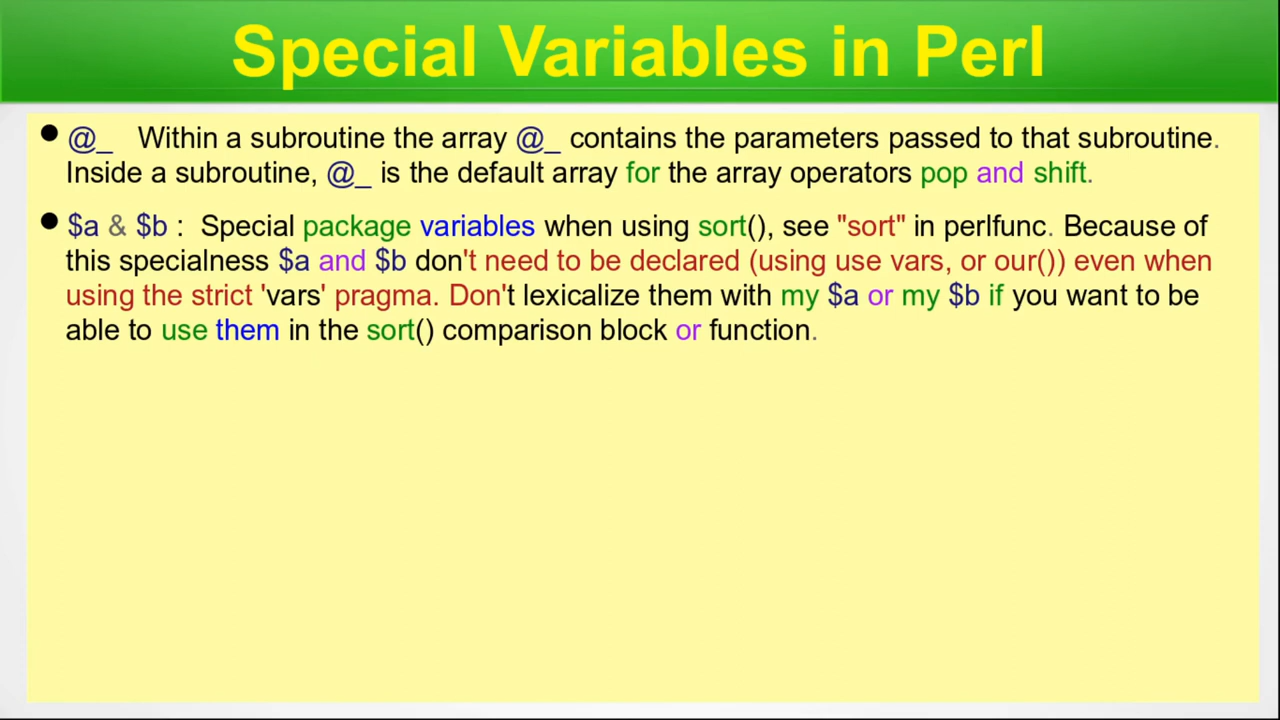 Special Variables in Perl
● @_ Within a subroutine the array @_ contains the parameters passed to that subroutine.
Inside a subroutine, @_ is the default array for the array operators pop and shift.
● $a & $b : Special package variables when using sort(), see "sort" in perlfunc. Because of
this specialness $a and $b don't need to be declared (using use vars, or our()) even when
using the strict 'vars' pragma. Don't lexicalize them with my $a or my $b if you want to be
able to use them in the sort() comparison block or function.